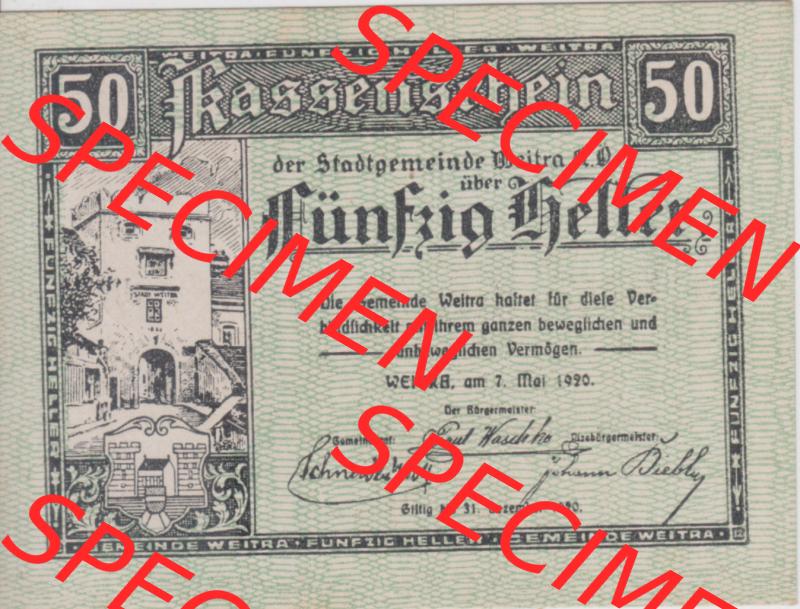 WEITRA · FÜNFZIG HELLER · WEITRA
50 Kassenschein 50
der Stadtgemeinde Weitra N.Ö.
über
Fünfzig Heller
Die Gemeinde Weitra haftet für diese Ver-
bindlichkeit mit ihrem ganzen beweglichen und
unbeweglichen Vermögen.
WEITRA, am 7. Mai 1920.
Der Bürgermeister:
Gemeinderat: Vizebürgermeister:
Johann
Giltig bis 31. Dezember 1920.
STADT WEITRA
FÜNFZIG HELLER
FÜNFZIG HELLER
GEMEINDE WEITRA · FÜNFZIG HELLER · GEMEINDE WEITRA ·
SPECIMEN
SPECIMEN
SPECIMEN
SPECIMEN